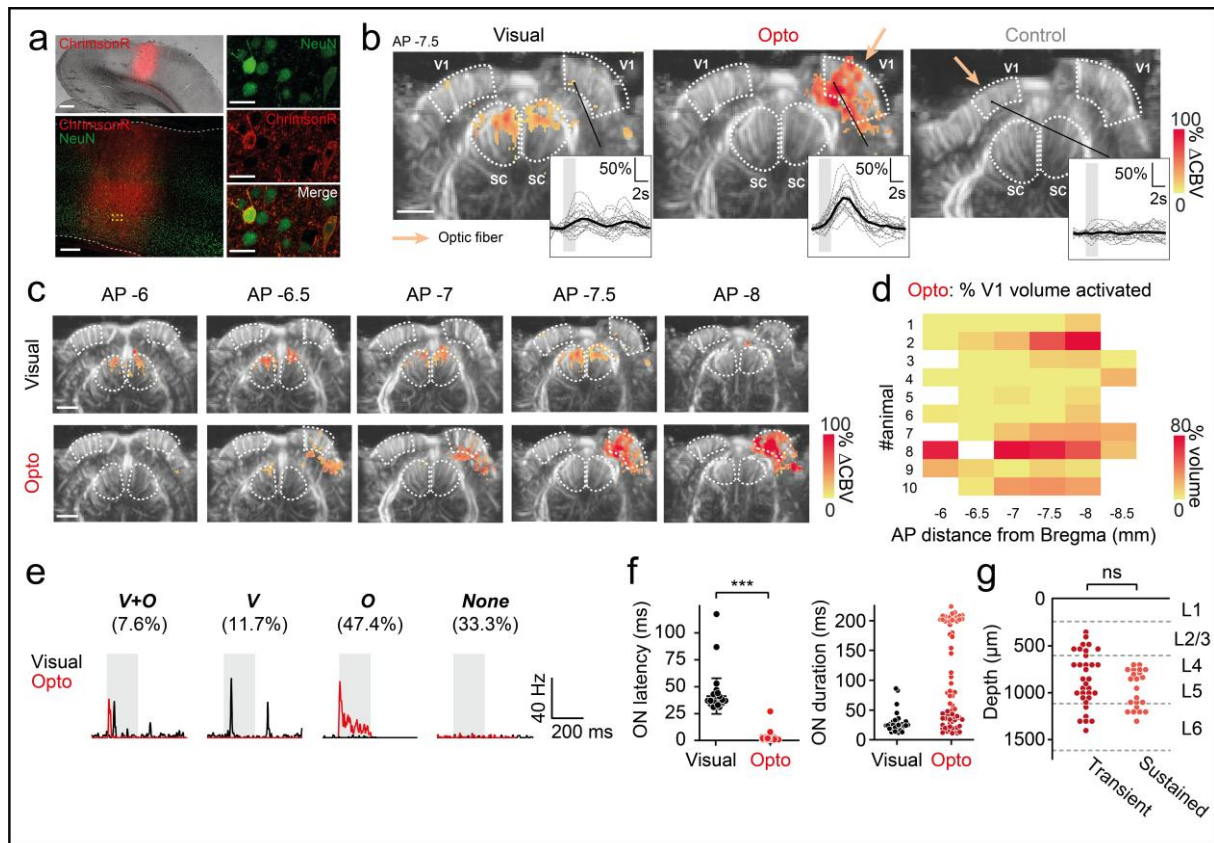 a
ChrimsonR
NeuN
ChrimsonR
NeuN
ChrimsonR
Merge
b
AP -7.5
Visual
Opto
Control
V1
V1
V1
V1
V1
SC
SC
SC
SC
SC
SC
50%
2s
50%
2s
50%
2s
Optic fiber
100
% ΔCBV
0
c
AP -6
AP -6.5
AP -7
AP -7.5
AP -8
Visual
Opto
100
% ΔCBV
0
d
Opto: % V1 volume activated
#animal
1
2
3
4
5
6
7
8
9
10
-6
-6.5
-7
-7.5
-8
-8.5
AP distance from Bregma (mm)
80
% volume
0
e
V+O
(7.6%)
V
(11.7%)
O
(47.4%)
None
(33.3%)
Visual
Opto
40 Hz
200 ms
f
***
ON latency (ms)
100
75
50
25
0
Visual
Opto
ON duration (ms)
200
150
100
50
0
Visual
Opto
g
ns
Depth (μm)
0
500
1000
1500
L1
L2/3
L4
L5
L6
Transient
Sustained